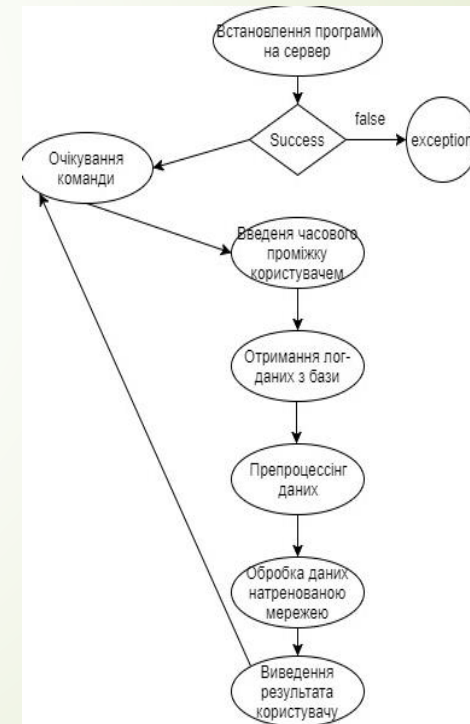 Встановлення програми
на сервер
false
Success
exception
Очікування
команди
Введеня часового
проміжку
користувачем
Отримання лог-
даних з бази
Препроцессінг
даних
Обробка даних
натренованою
мережею
Виведення
результата
користувачу